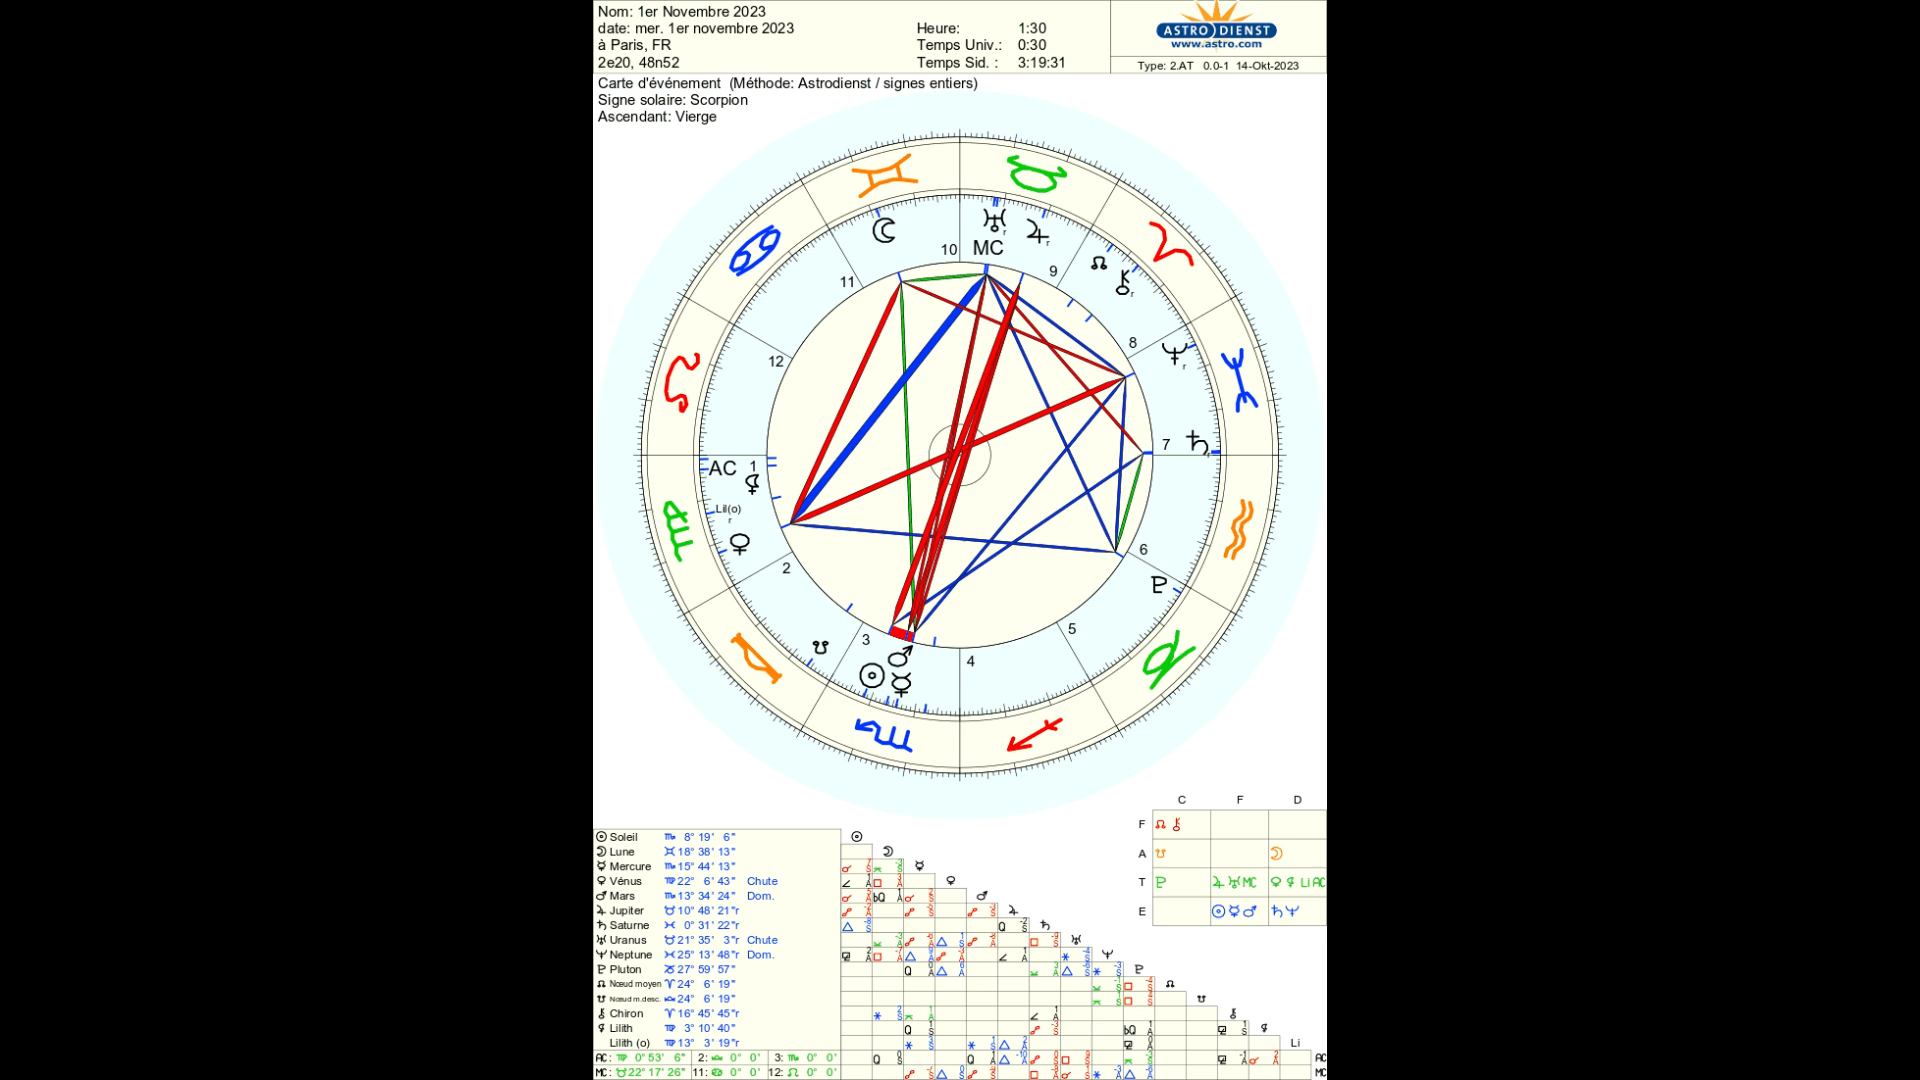 Nom: 1er Novembre 2023
date: mer. 1er novembre 2023
à Paris, FR
2e20, 48n52
Heure: 1:30
Temps Univ.: 0:30
Temps Sid. : 3:19:31
ASTRO DIENST
www.astro.com
Type: 2.AT 0.0-1 14-Okt-2023
Carte d'événement (Méthode: Astrodienst / signes entiers)
Signe solaire: Scorpion
Ascendant: Vierge
10 MC
9
11
8
12
7
AC 1
Lil(o)
r
6
2
5
3
4
C F D
F
A
T MC Li AC
E
Soleil 8° 19' 6"
Lune 18° 38' 13"
Mercure 15° 44' 13"
Vénus 22° 6' 43" Chute
Mars 13° 34' 24" Dom.
Jupiter 10° 48' 21"r
Saturne 0° 31' 22"r
Uranus 21° 35' 3"r Chute
Neptune 25° 13' 48"r Dom.
Pluton 27° 59' 57"
Nœud moyen 24° 6' 19"
Nœud m.desc. 24° 6' 19"
Chiron 16° 45' 45"r
Lilith 3° 10' 40"
Lilith (o) 13° 3' 19"r
AC: 0° 53' 6" 2: 0° 0' 3: 0° 0'
MC: 22° 17' 26" 11: 0° 0' 12: 0° 0'
Li
AC
MC